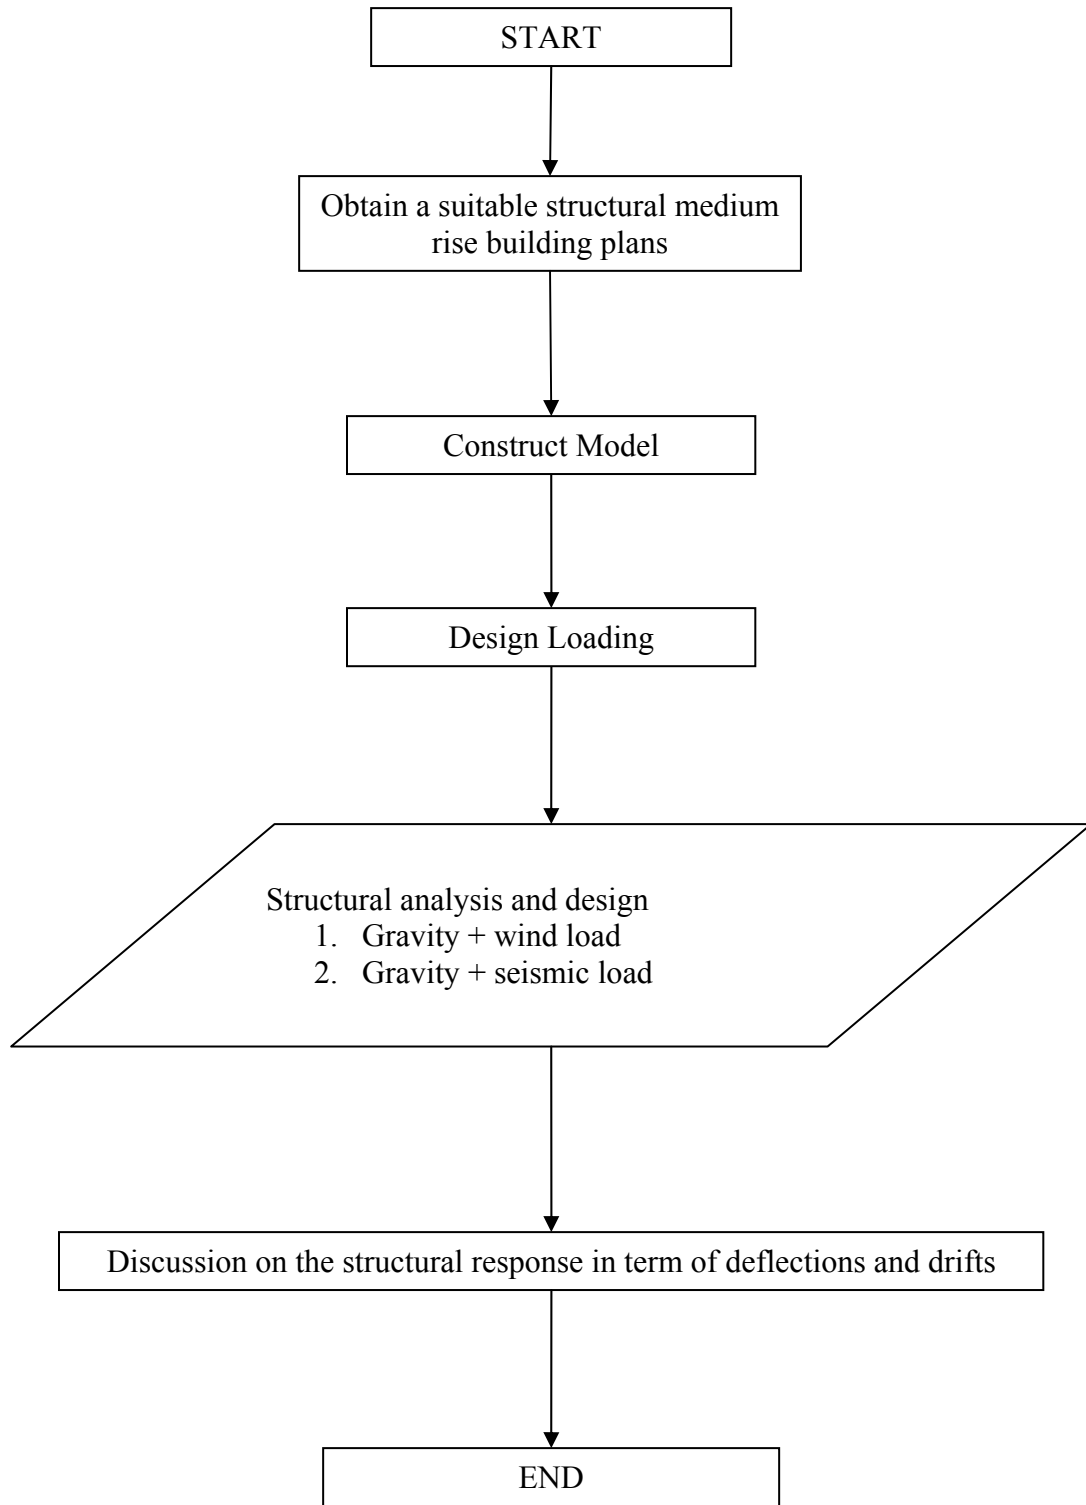 START
Obtain a suitable structural medium
rise building plans
Construct Model
Design Loading
Structural analysis and design
1. Gravity + wind load
2. Gravity + seismic load
Discussion on the structural response in term of deflections and drifts
END